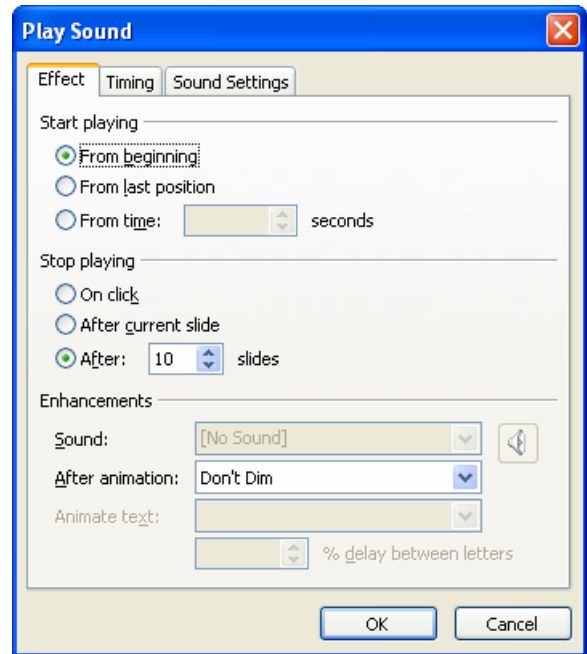 Play Sound
Effect Timing Sound Settings
Start playing
From beginning
From last position
From time: seconds
Stop playing
On click
After current slide
After: 10 slides
Enhancements
Sound: [No Sound]
After animation: Don't Dim
Animate text:
% delay between letters
OK Cancel